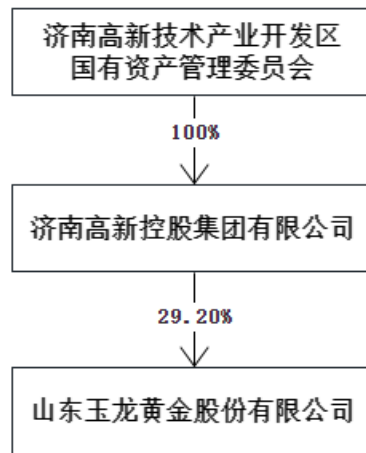 济南高新技术产业开发区
国有资产管理委员会
100%
济南高新控股集团有限公司
29.20%
山东玉龙黄金股份有限公司